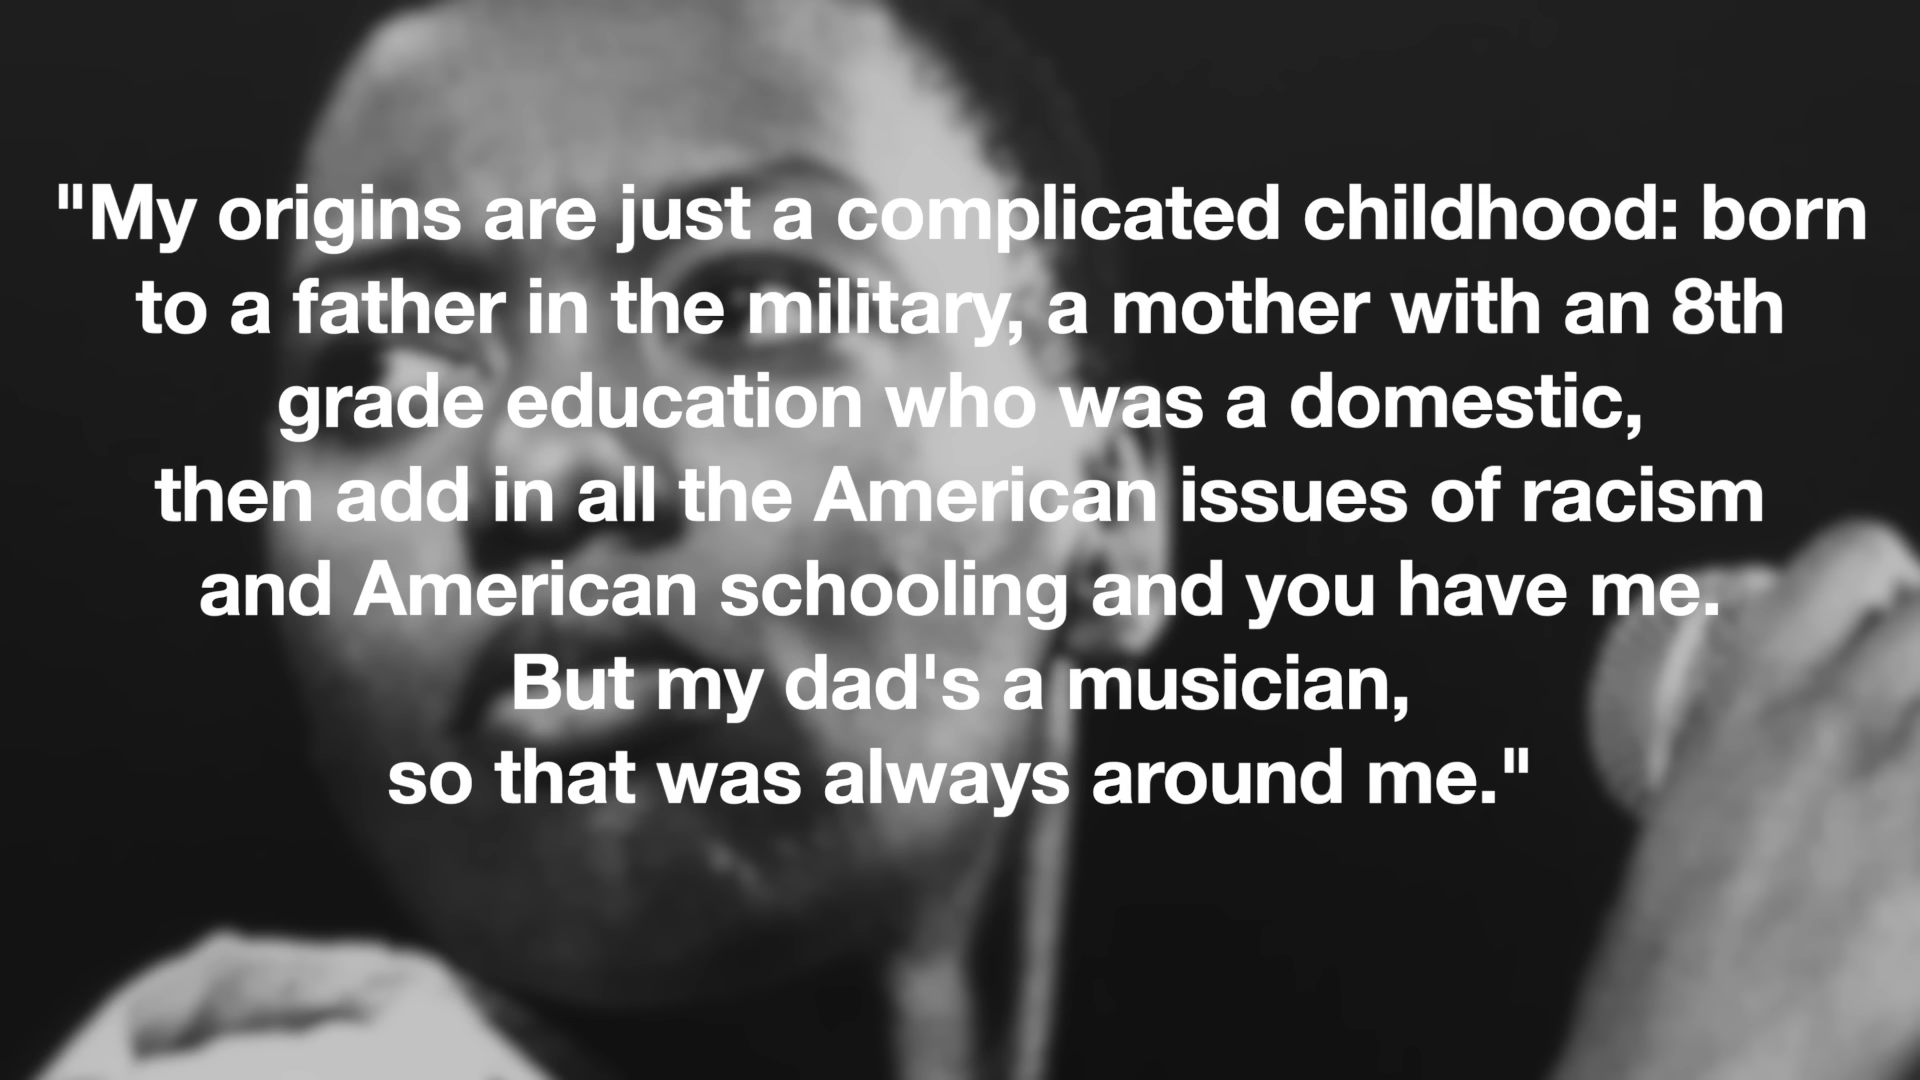 "My origins are just a complicated childhood: born
to a father in the military, a mother with an 8th
grade education who was a domestic,
then add in all the American issues of racism
and American schooling and you have me.
But my dad's a musician,
so that was always around me."